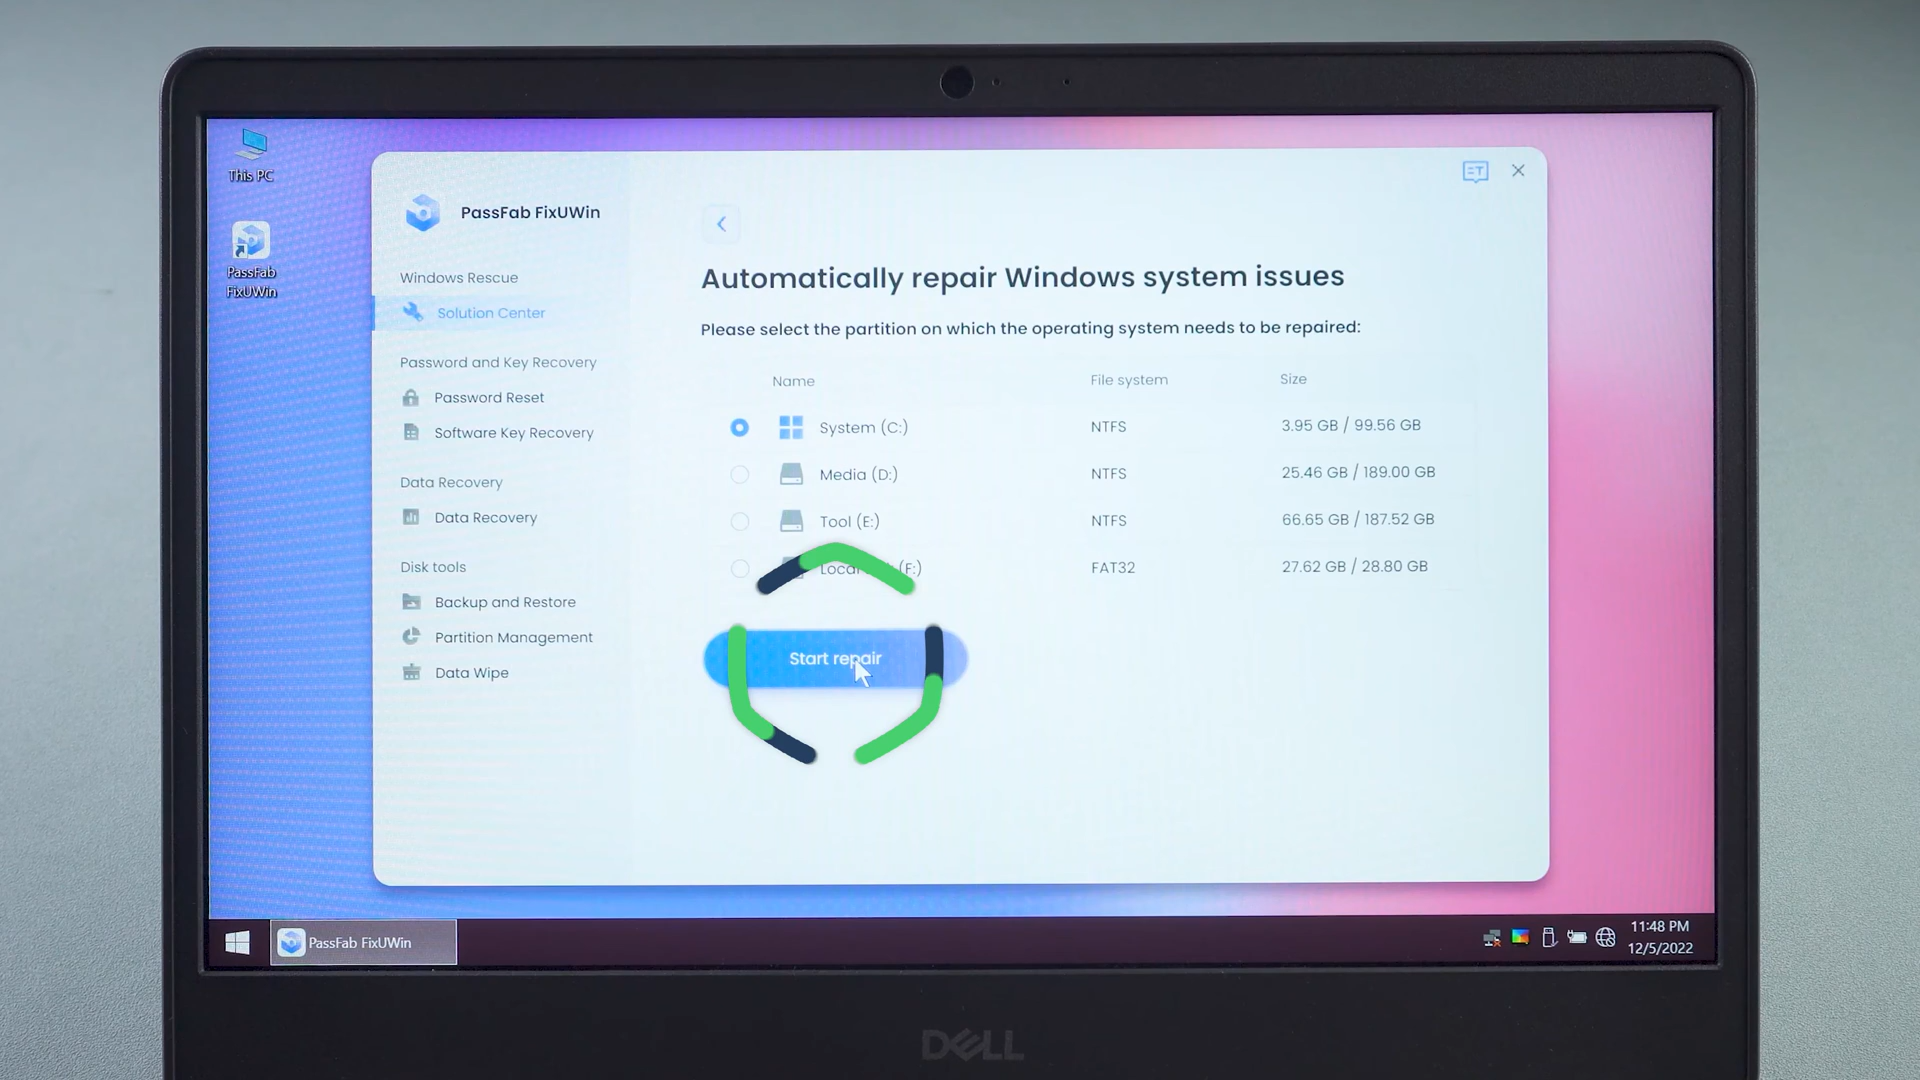 This PC
PassFab
FixUWin
PassFab FixUWin
Windows Rescue
Solution Center
Password and Key Recovery
Password Reset
Software Key Recovery
Data Recovery
Data Recovery
Disk tools
Backup and Restore
Partition Management
Data Wipe
Automatically repair Windows system issues
Please select the partition on which the operating system needs to be repaired:
Name File system Size
System (C:) NTFS 3.95 GB / 99.56 GB
Media (D:) NTFS 25.46 GB / 189.00 GB
Tool (E:) NTFS 66.65 GB / 187.52 GB
(F:) FAT32 27.62 GB / 28.80 GB
Start repair
PassFab FixUWin
11:48 PM
12/5/2022
DELL